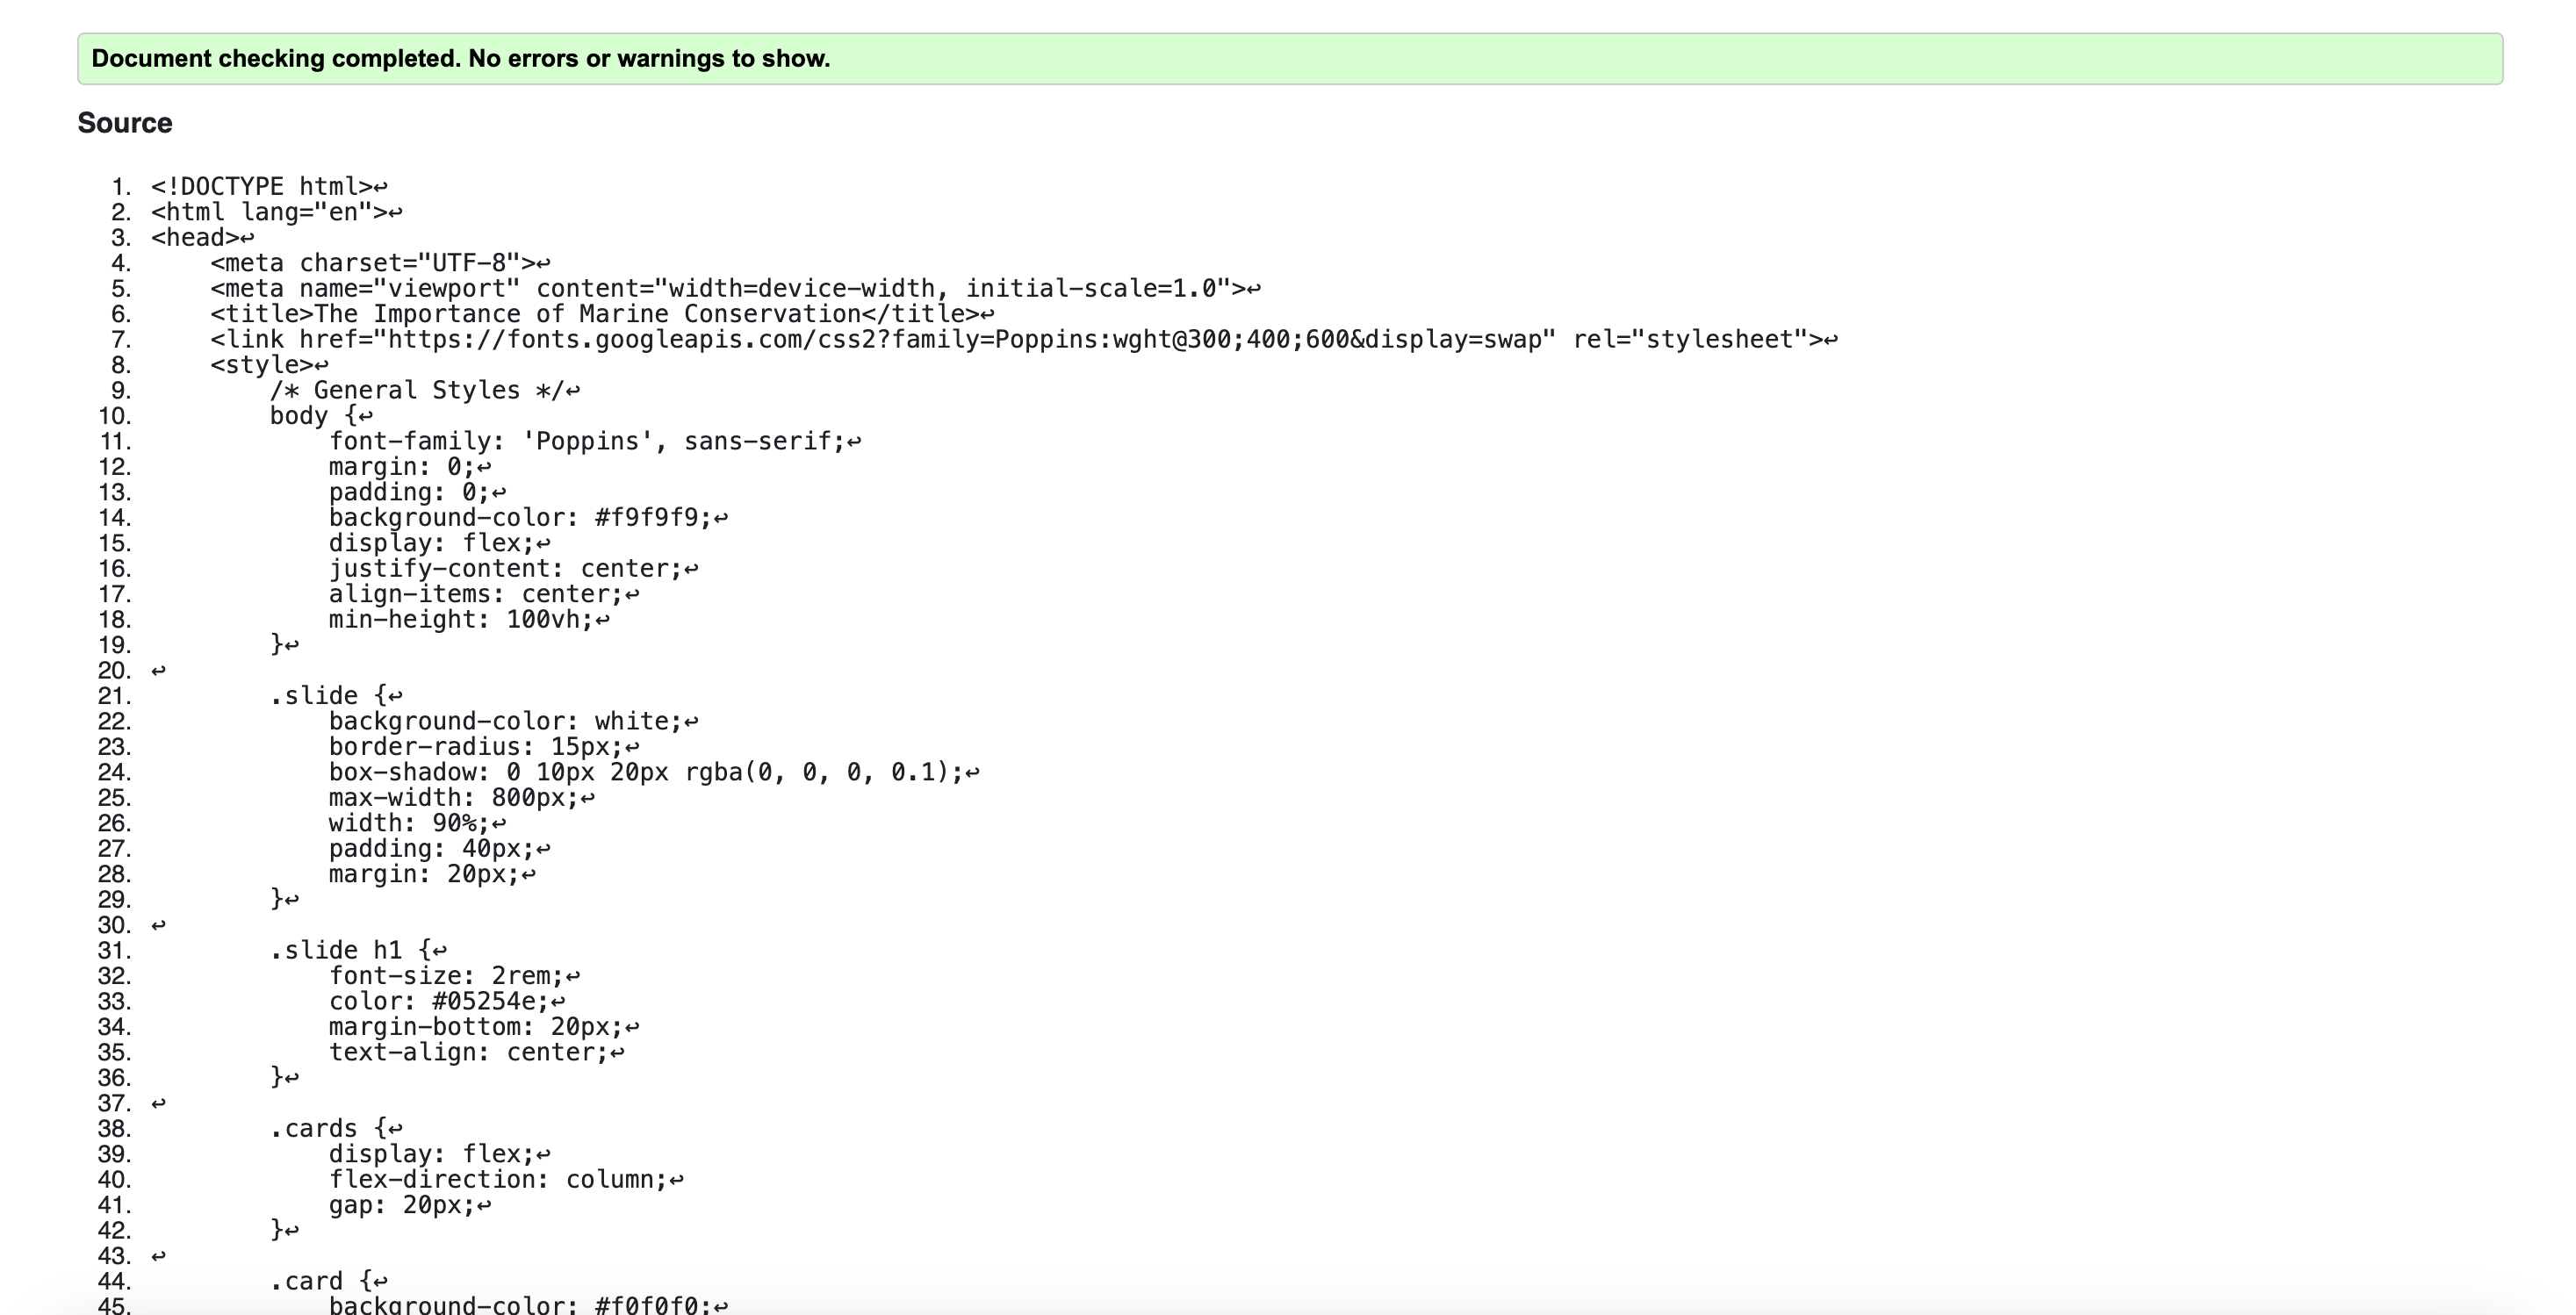 Document checking completed. No errors or warnings to show.
Source
1. <!DOCTYPE html>↩
2. <html lang="en">↩
3. <head>↩
4.     <meta charset="UTF-8">↩
5.     <meta name="viewport" content="width=device-width, initial-scale=1.0">↩
6.     <title>The Importance of Marine Conservation</title>↩
7.     <link href="https://fonts.googleapis.com/css2?family=Poppins:wght@300;400;600&display=swap" rel="stylesheet">↩
8.     <style>↩
9.         /* General Styles */↩
10.         body {↩
11.             font-family: 'Poppins', sans-serif;↩
12.             margin: 0;↩
13.             padding: 0;↩
14.             background-color: #f9f9f9;↩
15.             display: flex;↩
16.             justify-content: center;↩
17.             align-items: center;↩
18.             min-height: 100vh;↩
19.         }↩
20. ↩
21.         .slide {↩
22.             background-color: white;↩
23.             border-radius: 15px;↩
24.             box-shadow: 0 10px 20px rgba(0, 0, 0, 0.1);↩
25.             max-width: 800px;↩
26.             width: 90%;↩
27.             padding: 40px;↩
28.             margin: 20px;↩
29.         }↩
30. ↩
31.         .slide h1 {↩
32.             font-size: 2rem;↩
33.             color: #05254e;↩
34.             margin-bottom: 20px;↩
35.             text-align: center;↩
36.         }↩
37. ↩
38.         .cards {↩
39.             display: flex;↩
40.             flex-direction: column;↩
41.             gap: 20px;↩
42.         }↩
43. ↩
44.         .card {↩
45.             background-color: #f0f0f0;↩